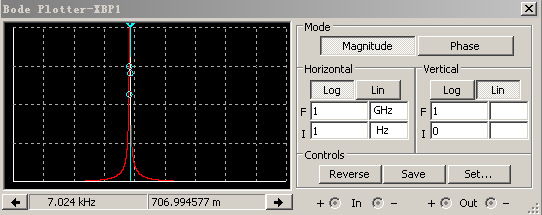 Bode Plotter-XBP1
Mode
Magnitude Phase
Horizontal Vertical
Log Lin Log Lin
F 1 GHz F 1
I 1 Hz I 0
Controls
Reverse Save Set...
7.024 kHz 706.994577 m + In − + Out −